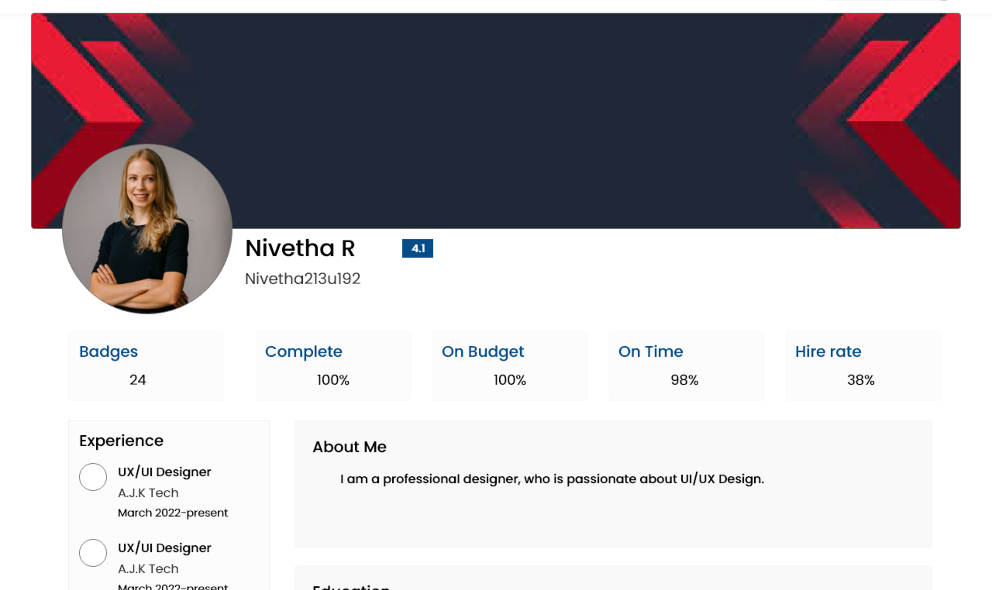 Nivetha R
4.1
Nivetha213u192
Badges
24
Complete
100%
On Budget
100%
On Time
98%
Hire rate
38%
Experience
UX/UI Designer
A.J.K Tech
March 2022-present
UX/UI Designer
A.J.K Tech
March 2022-present
About Me
I am a professional designer, who is passionate about UI/UX Design.
Education